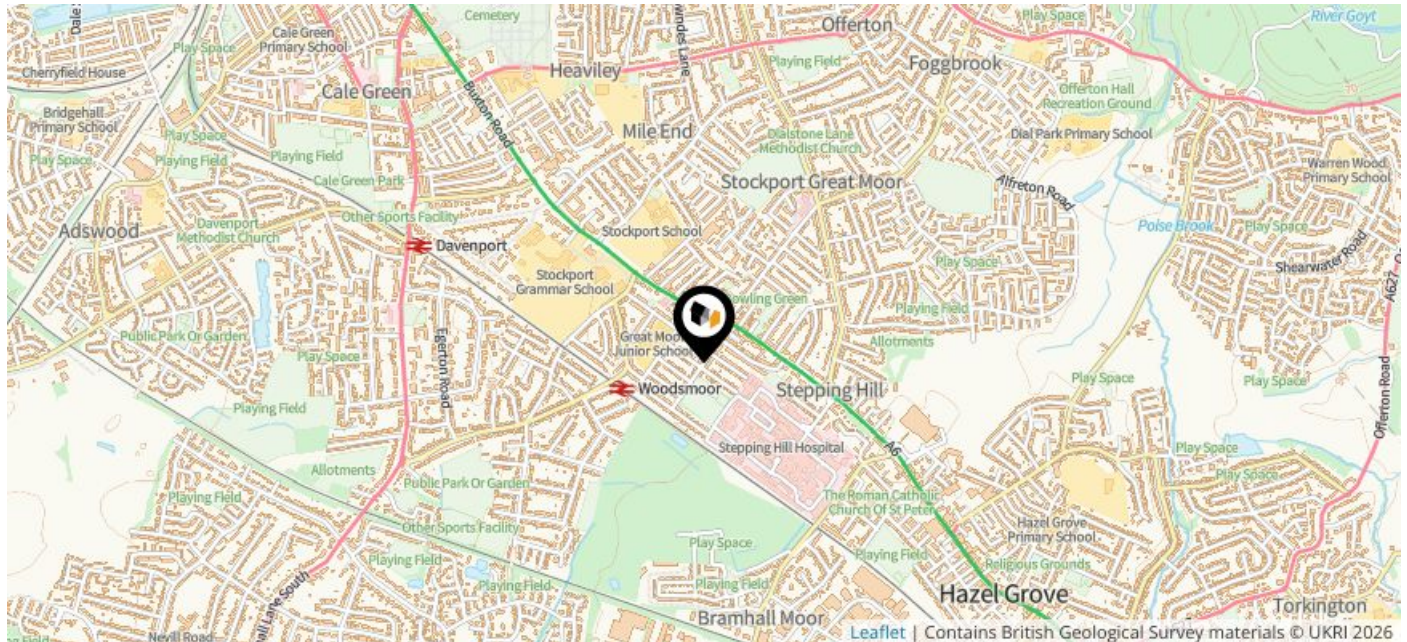 Dale
Cale Green
Primary School
Cemetery
Lane
Offerton
Play Space
River Goyt
Play Space
Cherryfield House
Heaviley
Playing Field
Foggbrook
Cale Green
Buxton Road
Offerton Hall
Recreation Ground
Bridgehall
Primary School
Mile End
Dialstone Lane
Methodist Church
Dial Park Primary School
Play Space
Playing Field
Playing Field
Warren Wood
Primary School
Cale Green Park
Stockport Great Moor
Alfreton Road
Adswood
Davenport
Methodist Church
Other Sports Facility
Stockport School
Poise Brook
Play Space
Davenport
Play Space
Shearwater Road
Stockport
Grammar School
A627
Bowling Green
Playing Field
Public Park Or Garden
Egerton Road
Great Moor
Junior School
Allotments
Play Space
Woodsmoor
Stepping Hill
Play Space
Play Space
Playing Field
Offerton Road
Stepping Hill Hospital
A6
Play Space
Allotments
Play Space
Playing Field
Public Park Or Garden
The Roman Catholic
Church Of St Peter
Other Sports Facility
Hazel Grove
Primary School
Play Space
Playing Field
Playing Field
Religious Grounds
Playing Field
Playing Field
Hazel Grove
Lane South
Bramhall Moor
Torkington
Nevill Road
Leaflet | Contains British Geological Survey materials © UKRI 2026